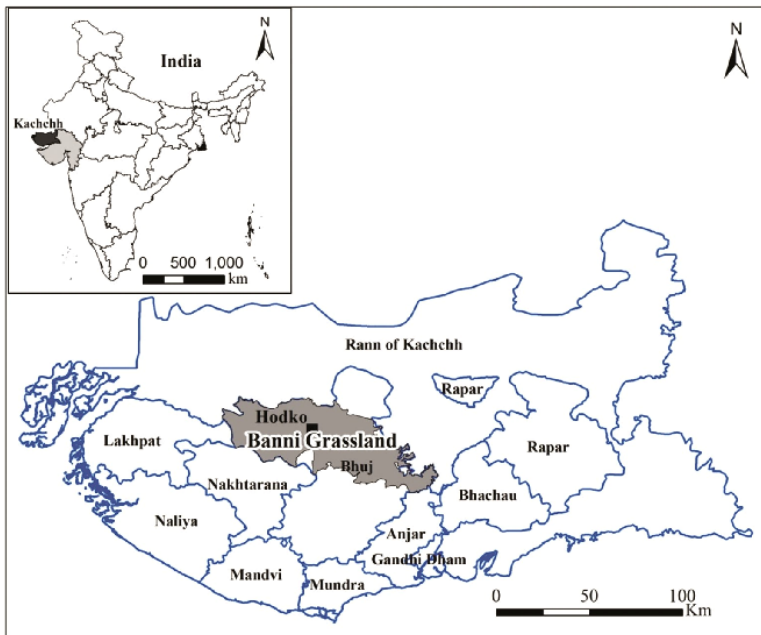 N
India
Kachchh
0 500 1,000
km
N
Rann of Kachchh
Rapar
Hodko
Banni Grassland
Lakhpat
Rapar
Bhuj
Nakhtarana
Bhachau
Naliya
Anjar
Gandhi Dham
Mandvi
Mundra
0 50 100
Km